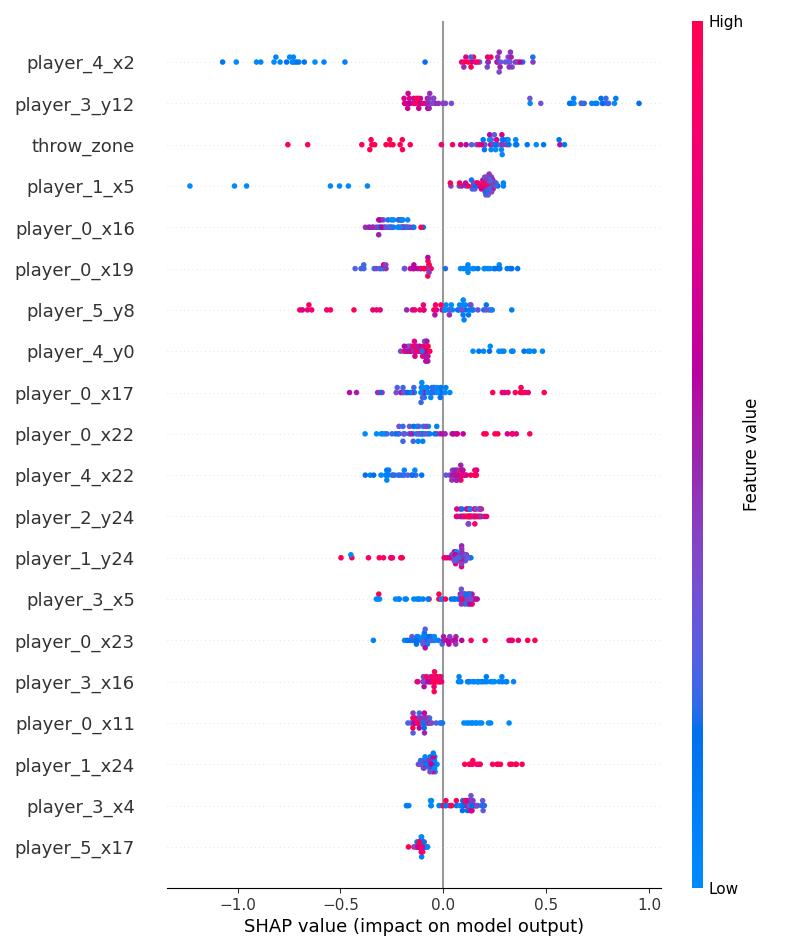 High
player_4_x2
player_3_y12
throw_zone
player_1_x5
player_0_x16
player_0_x19
player_5_y8
player_4_y0
player_0_x17
player_0_x22
player_4_x22
player_2_y24
player_1_y24
player_3_x5
player_0_x23
player_3_x16
player_0_x11
player_1_x24
player_3_x4
player_5_x17
Feature value
Low
−1.0 −0.5 0.0 0.5 1.0
SHAP value (impact on model output)